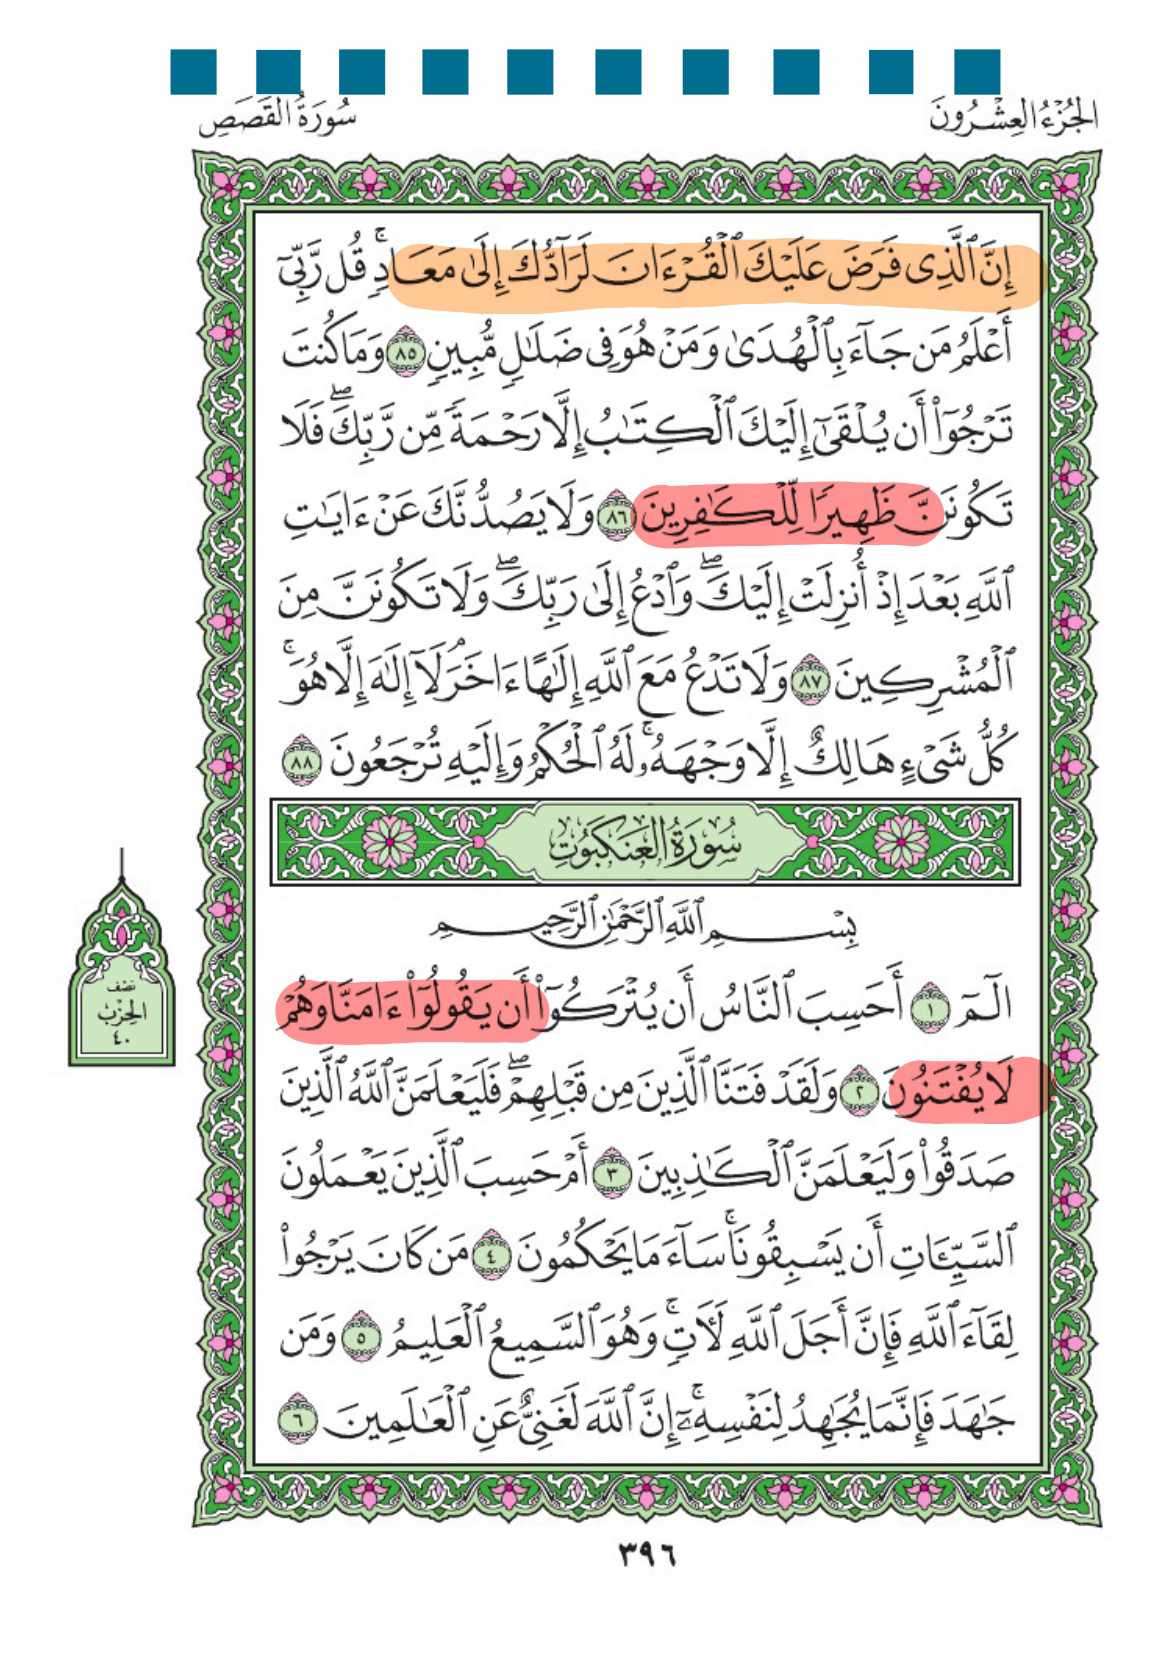 الجُزْءُ العِشْرُونَ
سُورَةُ القَصَصِ
إِنَّ ٱلَّذِى فَرَضَ عَلَيْكَ ٱلْقُرْءَانَ لَرَآدُّكَ إِلَىٰ مَعَادٍۚ قُل رَّبِّىٓ
أَعْلَمُ مَن جَآءَ بِٱلْهُدَىٰ وَمَنْ هُوَ فِى ضَلَٰلٍ مُّبِينٍ ٨٥ وَمَا كُنتَ
تَرْجُوٓا۟ أَن يُلْقَىٰٓ إِلَيْكَ ٱلْكِتَٰبُ إِلَّا رَحْمَةً مِّن رَّبِّكَۖ فَلَا
تَكُونَنَّ ظَهِيرًا لِّلْكَٰفِرِينَ ٨٦ وَلَا يَصُدُّنَّكَ عَنْ ءَايَٰتِ
ٱللَّهِ بَعْدَ إِذْ أُنزِلَتْ إِلَيْكَۖ وَٱدْعُ إِلَىٰ رَبِّكَۖ وَلَا تَكُونَنَّ مِنَ
ٱلْمُشْرِكِينَ ٨٧ وَلَا تَدْعُ مَعَ ٱللَّهِ إِلَٰهًا ءَاخَرَۘ لَآ إِلَٰهَ إِلَّا هُوَۚ
كُلُّ شَىْءٍ هَالِكٌ إِلَّا وَجْهَهُۥۚ لَهُ ٱلْحُكْمُ وَإِلَيْهِ تُرْجَعُونَ ٨٨
سُورَةُ العَنكَبُوتِ
بِسْمِ ٱللَّهِ ٱلرَّحْمَٰنِ ٱلرَّحِيمِ
الٓمٓ ١ أَحَسِبَ ٱلنَّاسُ أَن يُتْرَكُوٓا۟ أَن يَقُولُوٓا۟ ءَامَنَّا وَهُمْ
لَا يُفْتَنُونَ ٢ وَلَقَدْ فَتَنَّا ٱلَّذِينَ مِن قَبْلِهِمْۖ فَلَيَعْلَمَنَّ ٱللَّهُ ٱلَّذِينَ
صَدَقُوا۟ وَلَيَعْلَمَنَّ ٱلْكَٰذِبِينَ ٣ أَمْ حَسِبَ ٱلَّذِينَ يَعْمَلُونَ
ٱلسَّيِّـَٔاتِ أَن يَسْبِقُونَاۚ سَآءَ مَا يَحْكُمُونَ ٤ مَن كَانَ يَرْجُوا۟
لِقَآءَ ٱللَّهِ فَإِنَّ أَجَلَ ٱللَّهِ لَـَٔاتٍۚ وَهُوَ ٱلسَّمِيعُ ٱلْعَلِيمُ ٥ وَمَن
جَٰهَدَ فَإِنَّمَا يُجَٰهِدُ لِنَفْسِهِۦٓۚ إِنَّ ٱللَّهَ لَغَنِىٌّ عَنِ ٱلْعَٰلَمِينَ ٦
نصف
الحِزْبُ
٤٠
٣٩٦